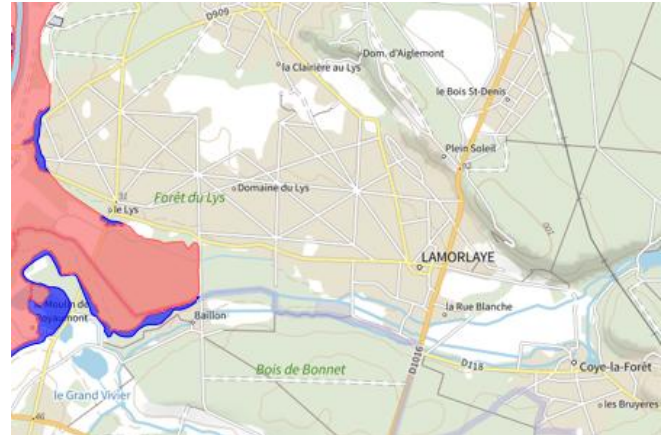 D909
Dom. d'Aiglemont
la Clairière au Lys
le Bois St-Denis
Plein Soleil
Domaine du Lys
Forêt du Lys
le Lys
100
LAMORLAYE
Moulin de
Royaumont
la Rue Blanche
Baillon
D1016
D118
Bois de Bonnet
Coye-la-Forêt
le Grand Vivier
les Bruyeres